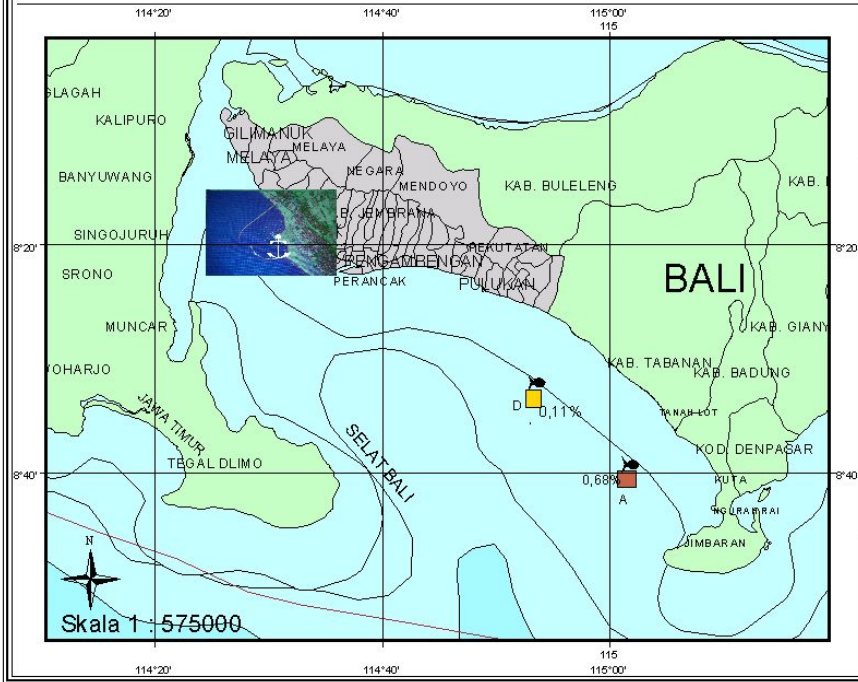 114°20' 114°40' 115°00'
115
GLAGAH
KALIPURO
GILIMANUK
MELAYA
MELAYA
NEGARA
BANYUWANG
MENDOYO
KAB. BULELENG
KAB.
B. JEMBRANA
SINGOJURUH
8°20'
8°20'
PEKUTATAN
PENGAMBENGAN
SRONO
PERANCAK
PULUKAN
BALI
MUNCAR
KAB. GIANY
KAB. TABANAN
OHARJO
KAB. BADUNG
JAWA TIMUR
D
0,11%
TANAH LOT
SELAT BALI
KOD. DENPASAR
TEGAL DLIMO
8°40'
0,68%
KUTA
8°40'
A
NGURAH RAI
N
JIMBARAN
Skala 1 : 575000
115
114°20' 114°40' 115°00'